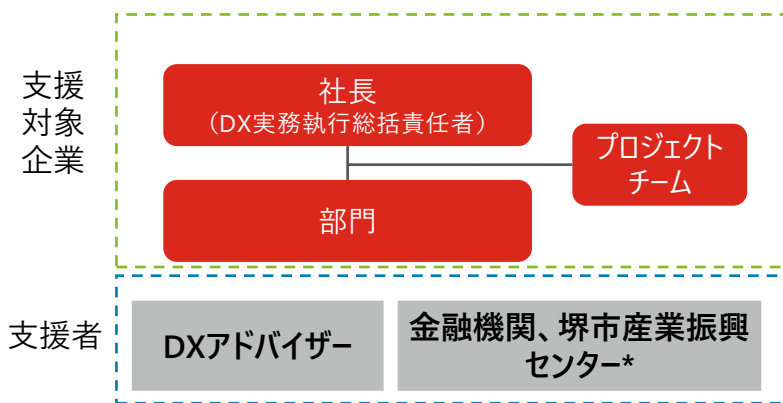 支援
対象
企業
社長
（DX実務執行総括責任者）
プロジェクト
チーム
部門
支援者
DXアドバイザー
金融機関、堺市産業振興
センター*